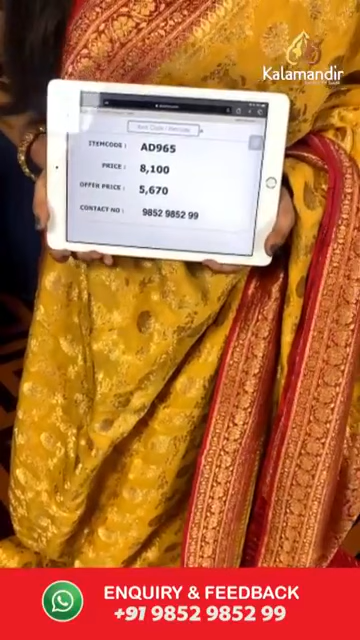 Kalamandir
ITEMCODE : AD965
PRICE : 8,100
OFFER PRICE : 5,670
CONTACT NO : 9852 9852 99
ENQUIRY & FEEDBACK
+91 9852 9852 99